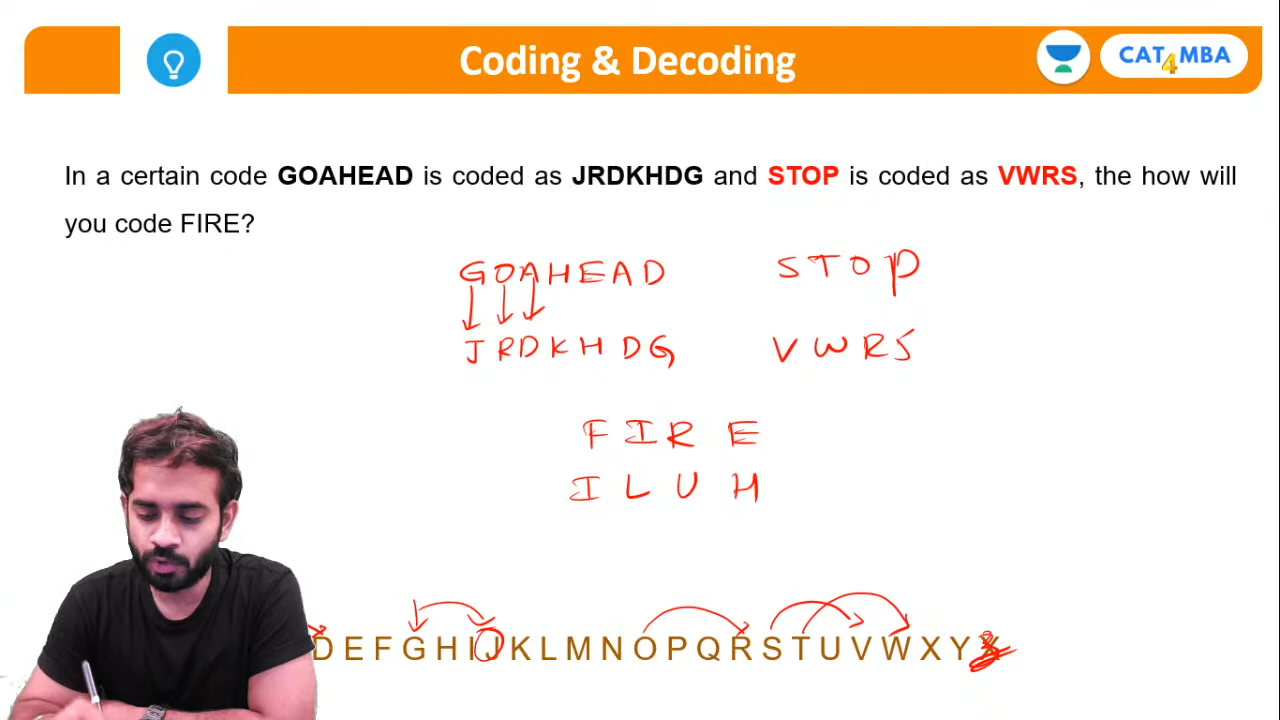 Coding & Decoding
CAT4MBA
In a certain code GOAHEAD is coded as JRDKHDG and STOP is coded as VWRS, the how will
you code FIRE?
GOAHEAD STOP
JRDKHDG VWRS
FIRE
ILUH
DEFGHIJKLMNOPQRSTUVWXY